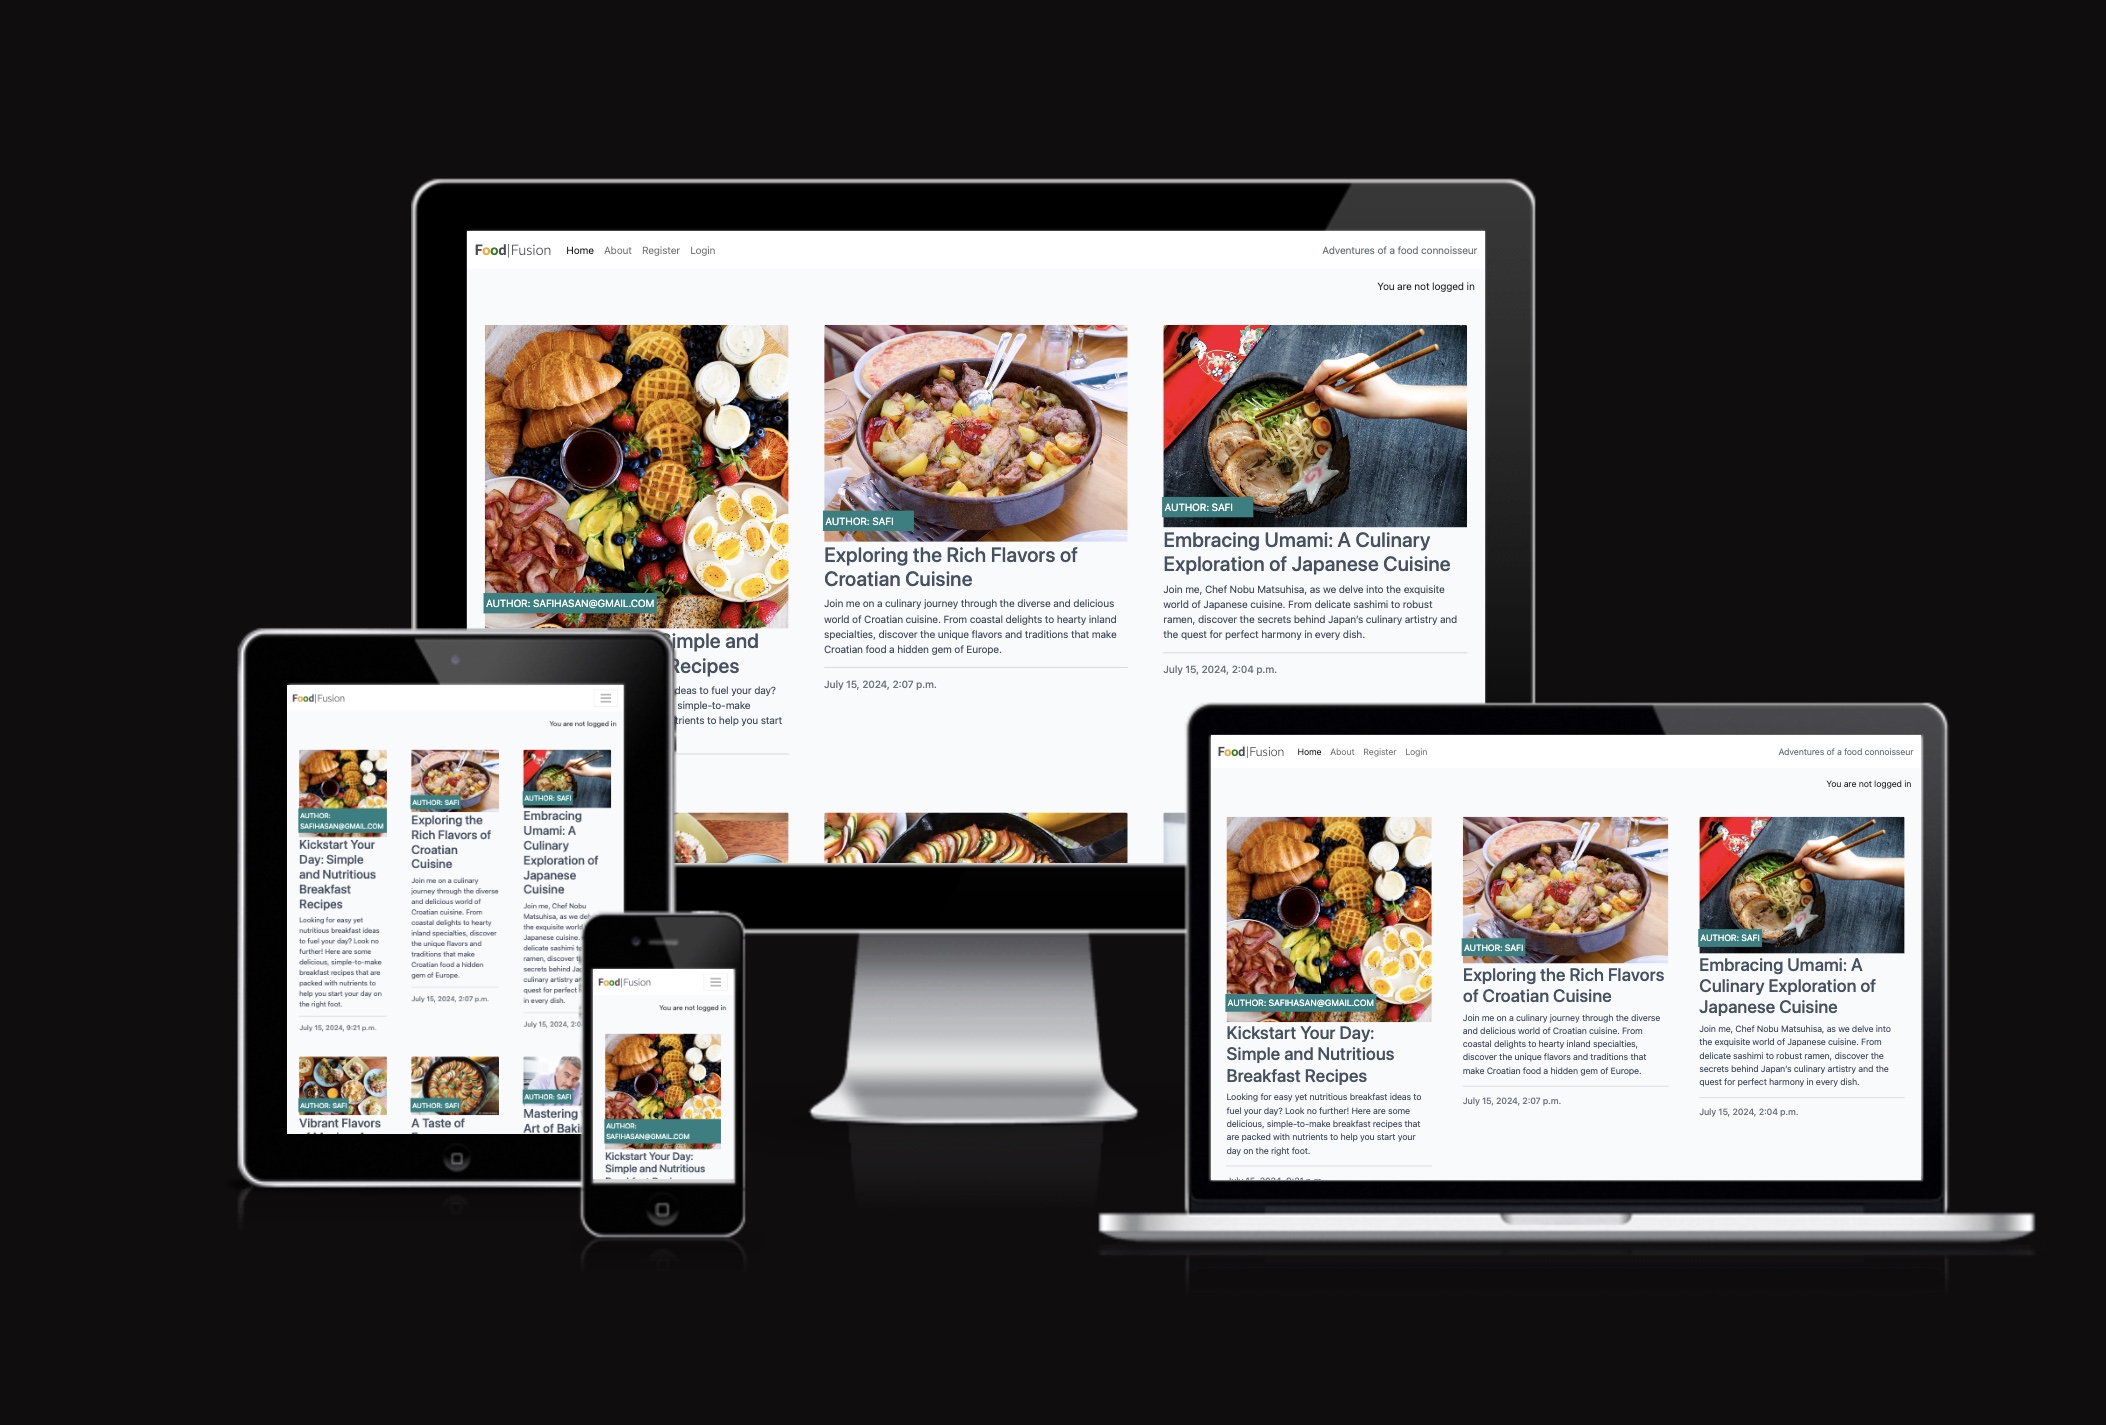 Food|Fusion Home About Register Login Adventures of a food connoisseur
You are not logged in
AUTHOR: SAFIHASAN@GMAIL.COM
Simple and
Recipes
deas to fuel your day?
simple-to-make
trients to help you start
AUTHOR: SAFI
Exploring the Rich Flavors of
Croatian Cuisine
Join me on a culinary journey through the diverse and delicious
world of Croatian cuisine. From coastal delights to hearty inland
specialties, discover the unique flavors and traditions that make
Croatian food a hidden gem of Europe.
July 15, 2024, 2:07 p.m.
AUTHOR: SAFI
Embracing Umami: A Culinary
Exploration of Japanese Cuisine
Join me, Chef Nobu Matsuhisa, as we delve into the exquisite
world of Japanese cuisine. From delicate sashimi to robust
ramen, discover the secrets behind Japan's culinary artistry and
the quest for perfect harmony in every dish.
July 15, 2024, 2:04 p.m.
Food|Fusion
You are not logged in
AUTHOR:
SAFIHASAN@GMAIL.COM
Kickstart Your
Day: Simple
and Nutritious
Breakfast
Recipes
Looking for easy yet
nutritious breakfast ideas
to fuel your day? Look no
further! Here are some
delicious, simple-to-make
breakfast recipes that are
packed with nutrients to
help you start your day on
the right foot.
July 15, 2024, 9:21 p.m.
AUTHOR: SAFI
Exploring the
Rich Flavors of
Croatian
Cuisine
Join me on a culinary
journey through the diverse
and delicious world of
Croatian cuisine. From
coastal delights to hearty
inland specialties, discover
the unique flavors and
traditions that make
Croatian food a hidden
gem of Europe.
July 15, 2024, 2:07 p.m.
AUTHOR: SAFI
Embracing
Umami: A
Culinary
Exploration of
Japanese
Cuisine
Join me, Chef Nobu
Matsuhisa, as we de
the exquisite world
Japanese cuisine.
delicate sashimi to
ramen, discover
secrets behind Ja
culinary artistry a
quest for perfect
in every dish.
July 15, 2024, 2:0
AUTHOR: SAFI
Vibrant Flavors
AUTHOR: SAFI
A Taste of
AUTHOR: SAFI
Mastering
Art of Baki
Food|Fusion
You are not logged in
AUTHOR:
SAFIHASAN@GMAIL.COM
Kickstart Your Day:
Simple and Nutritious
Food|Fusion Home About Register Login Adventures of a food connoisseur
You are not logged in
AUTHOR: SAFIHASAN@GMAIL.COM
Kickstart Your Day:
Simple and Nutritious
Breakfast Recipes
Looking for easy yet nutritious breakfast ideas to
fuel your day? Look no further! Here are some
delicious, simple-to-make breakfast recipes that
are packed with nutrients to help you start your
day on the right foot.
AUTHOR: SAFI
Exploring the Rich Flavors
of Croatian Cuisine
Join me on a culinary journey through the diverse
and delicious world of Croatian cuisine. From
coastal delights to hearty inland specialties,
discover the unique flavors and traditions that
make Croatian food a hidden gem of Europe.
July 15, 2024, 2:07 p.m.
AUTHOR: SAFI
Embracing Umami: A
Culinary Exploration of
Japanese Cuisine
Join me, Chef Nobu Matsuhisa, as we delve into
the exquisite world of Japanese cuisine. From
delicate sashimi to robust ramen, discover the
secrets behind Japan's culinary artistry and the
quest for perfect harmony in every dish.
July 15, 2024, 2:04 p.m.